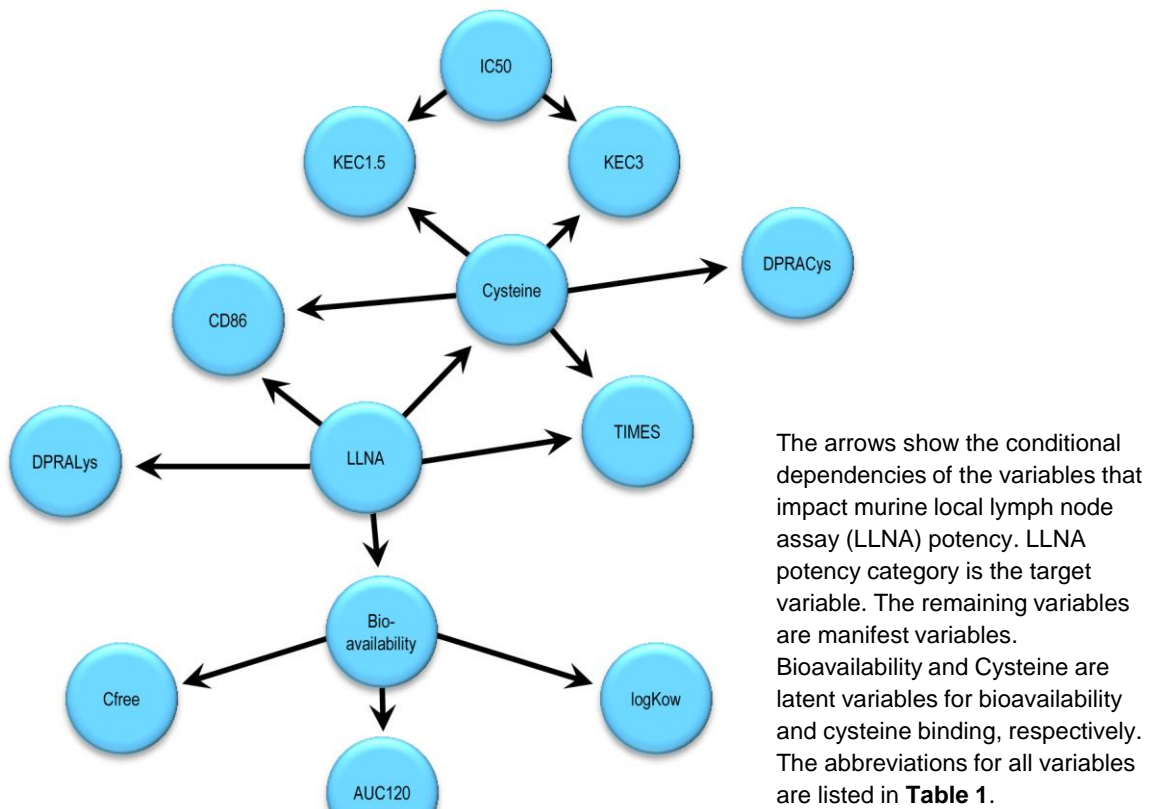 IC50
KEC1.5
KEC3
DPRACys
Cysteine
CD86
TIMES
LLNA
DPRALys
Bio-
availability
Cfree
logKow
AUC120
The arrows show the conditional
dependencies of the variables that
impact murine local lymph node
assay (LLNA) potency. LLNA
potency category is the target
variable. The remaining variables
are manifest variables.
Bioavailability and Cysteine are
latent variables for bioavailability
and cysteine binding, respectively.
The abbreviations for all variables
are listed in Table 1.